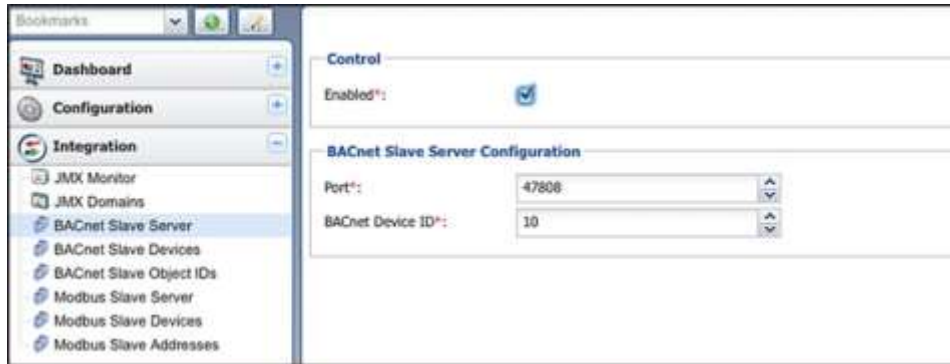 Bookmarks
Dashboard
Configuration
Integration
JMX Monitor
JMX Domains
BACnet Slave Server
BACnet Slave Devices
BACnet Slave Object IDs
Modbus Slave Server
Modbus Slave Devices
Modbus Slave Addresses
Control
Enabled*:
BACnet Slave Server Configuration
Port*: 47808
BACnet Device ID*: 10